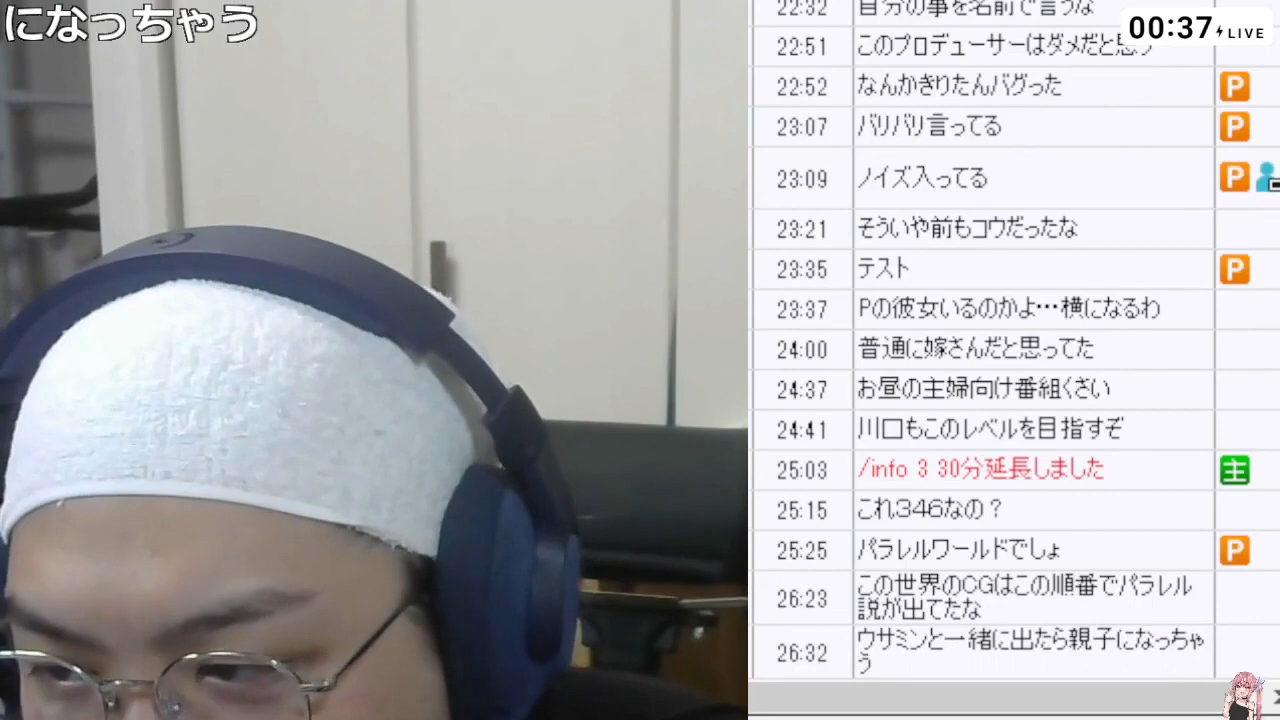 になっちゃう
00:37 LIVE
22:32 自分の事を名前で言うな
22:51 このプロデューサーはダメだと思う
22:52 なんかきりたんバグった P
23:07 バリバリ言ってる P
23:09 ノイズ入ってる P
23:21 そういや前もコウだったな
23:35 テスト P
23:37 Pの彼女いるのかよ…横になるわ
24:00 普通に嫁さんだと思ってた
24:37 お昼の主婦向け番組くさい
24:41 川口もこのレベルを目指すぞ
25:03 /info 3 30分延長しました 主
25:15 これ346なの？
25:25 パラレルワールドでしょ P
26:23 この世界のCGはこの順番でパラレル
説が出てたな
26:32 ウサミンと一緒に出たら親子になっちゃ
う